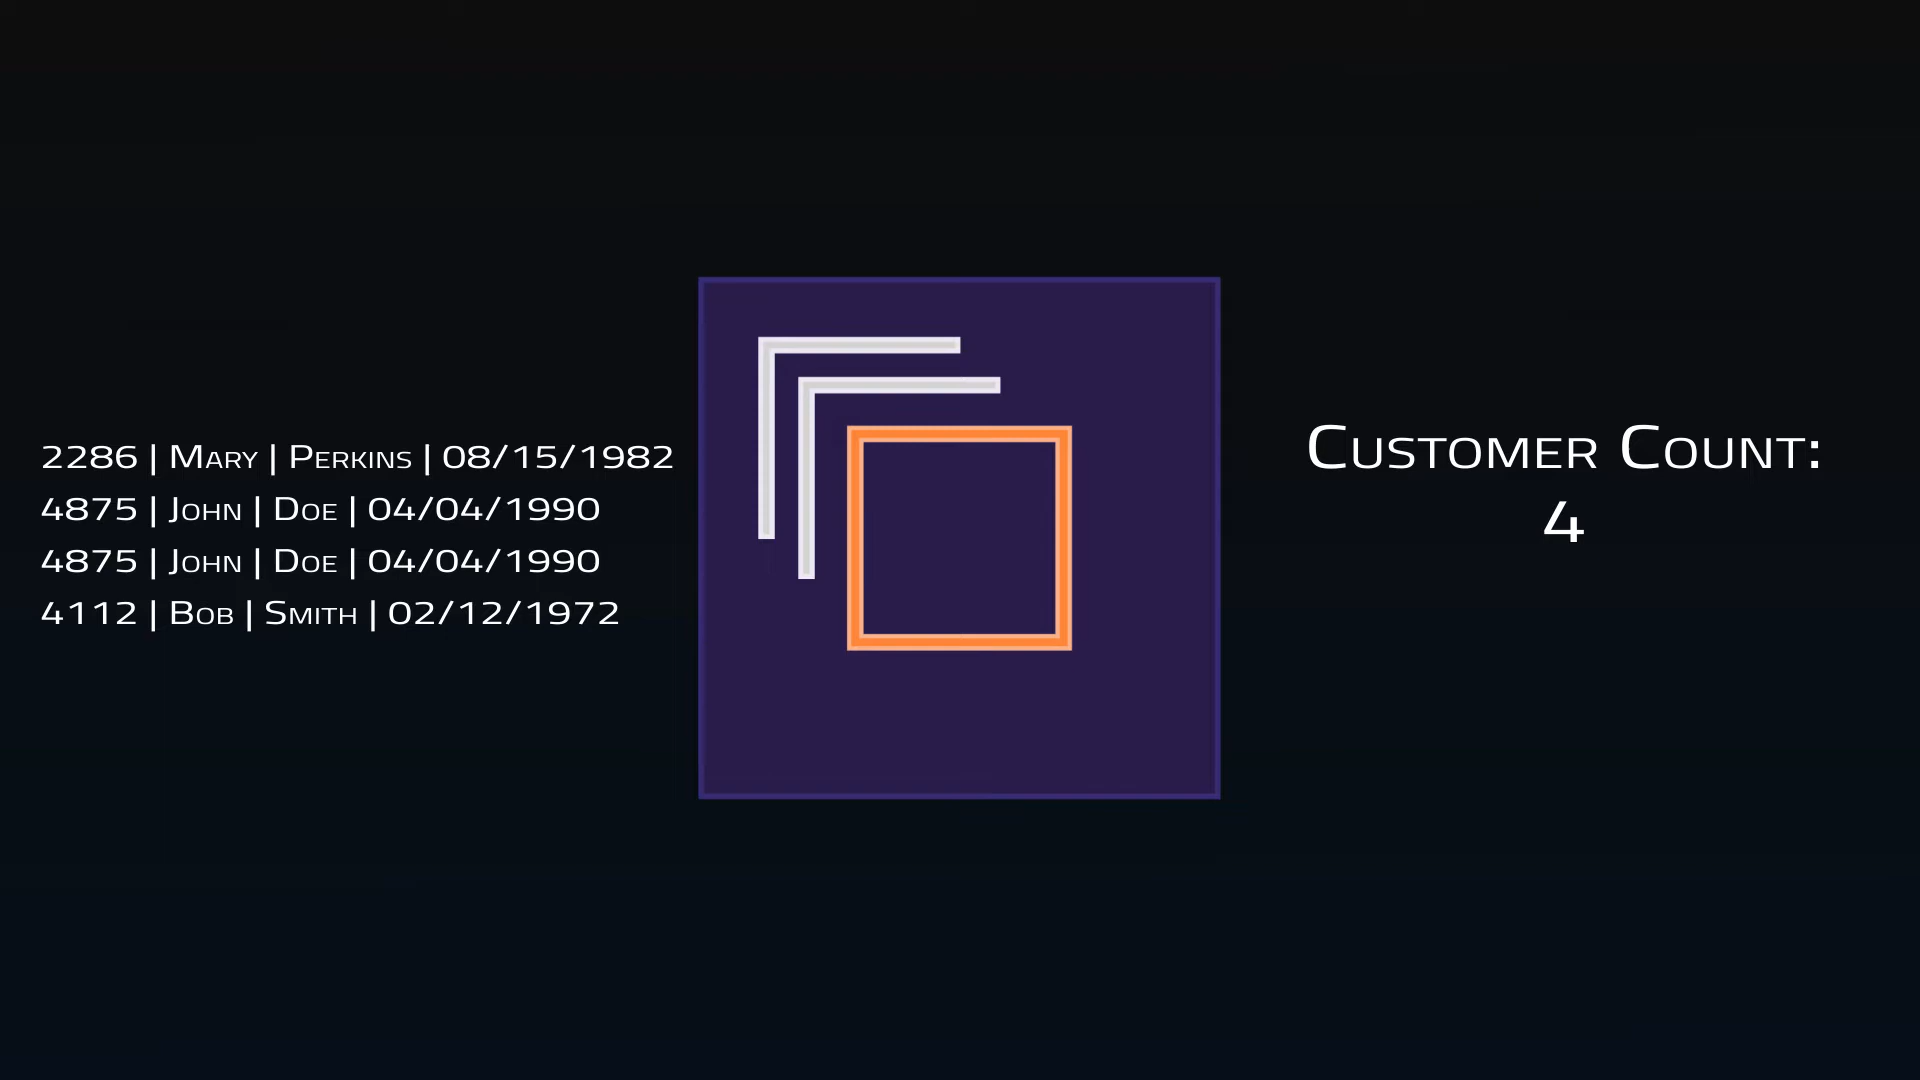 2286 | Mary | Perkins | 08/15/1982
4875 | John | Doe | 04/04/1990
4875 | John | Doe | 04/04/1990
4112 | Bob | Smith | 02/12/1972
Customer Count:
4